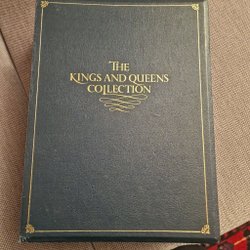 THE
KINGS AND QUEENS
COLLECTION